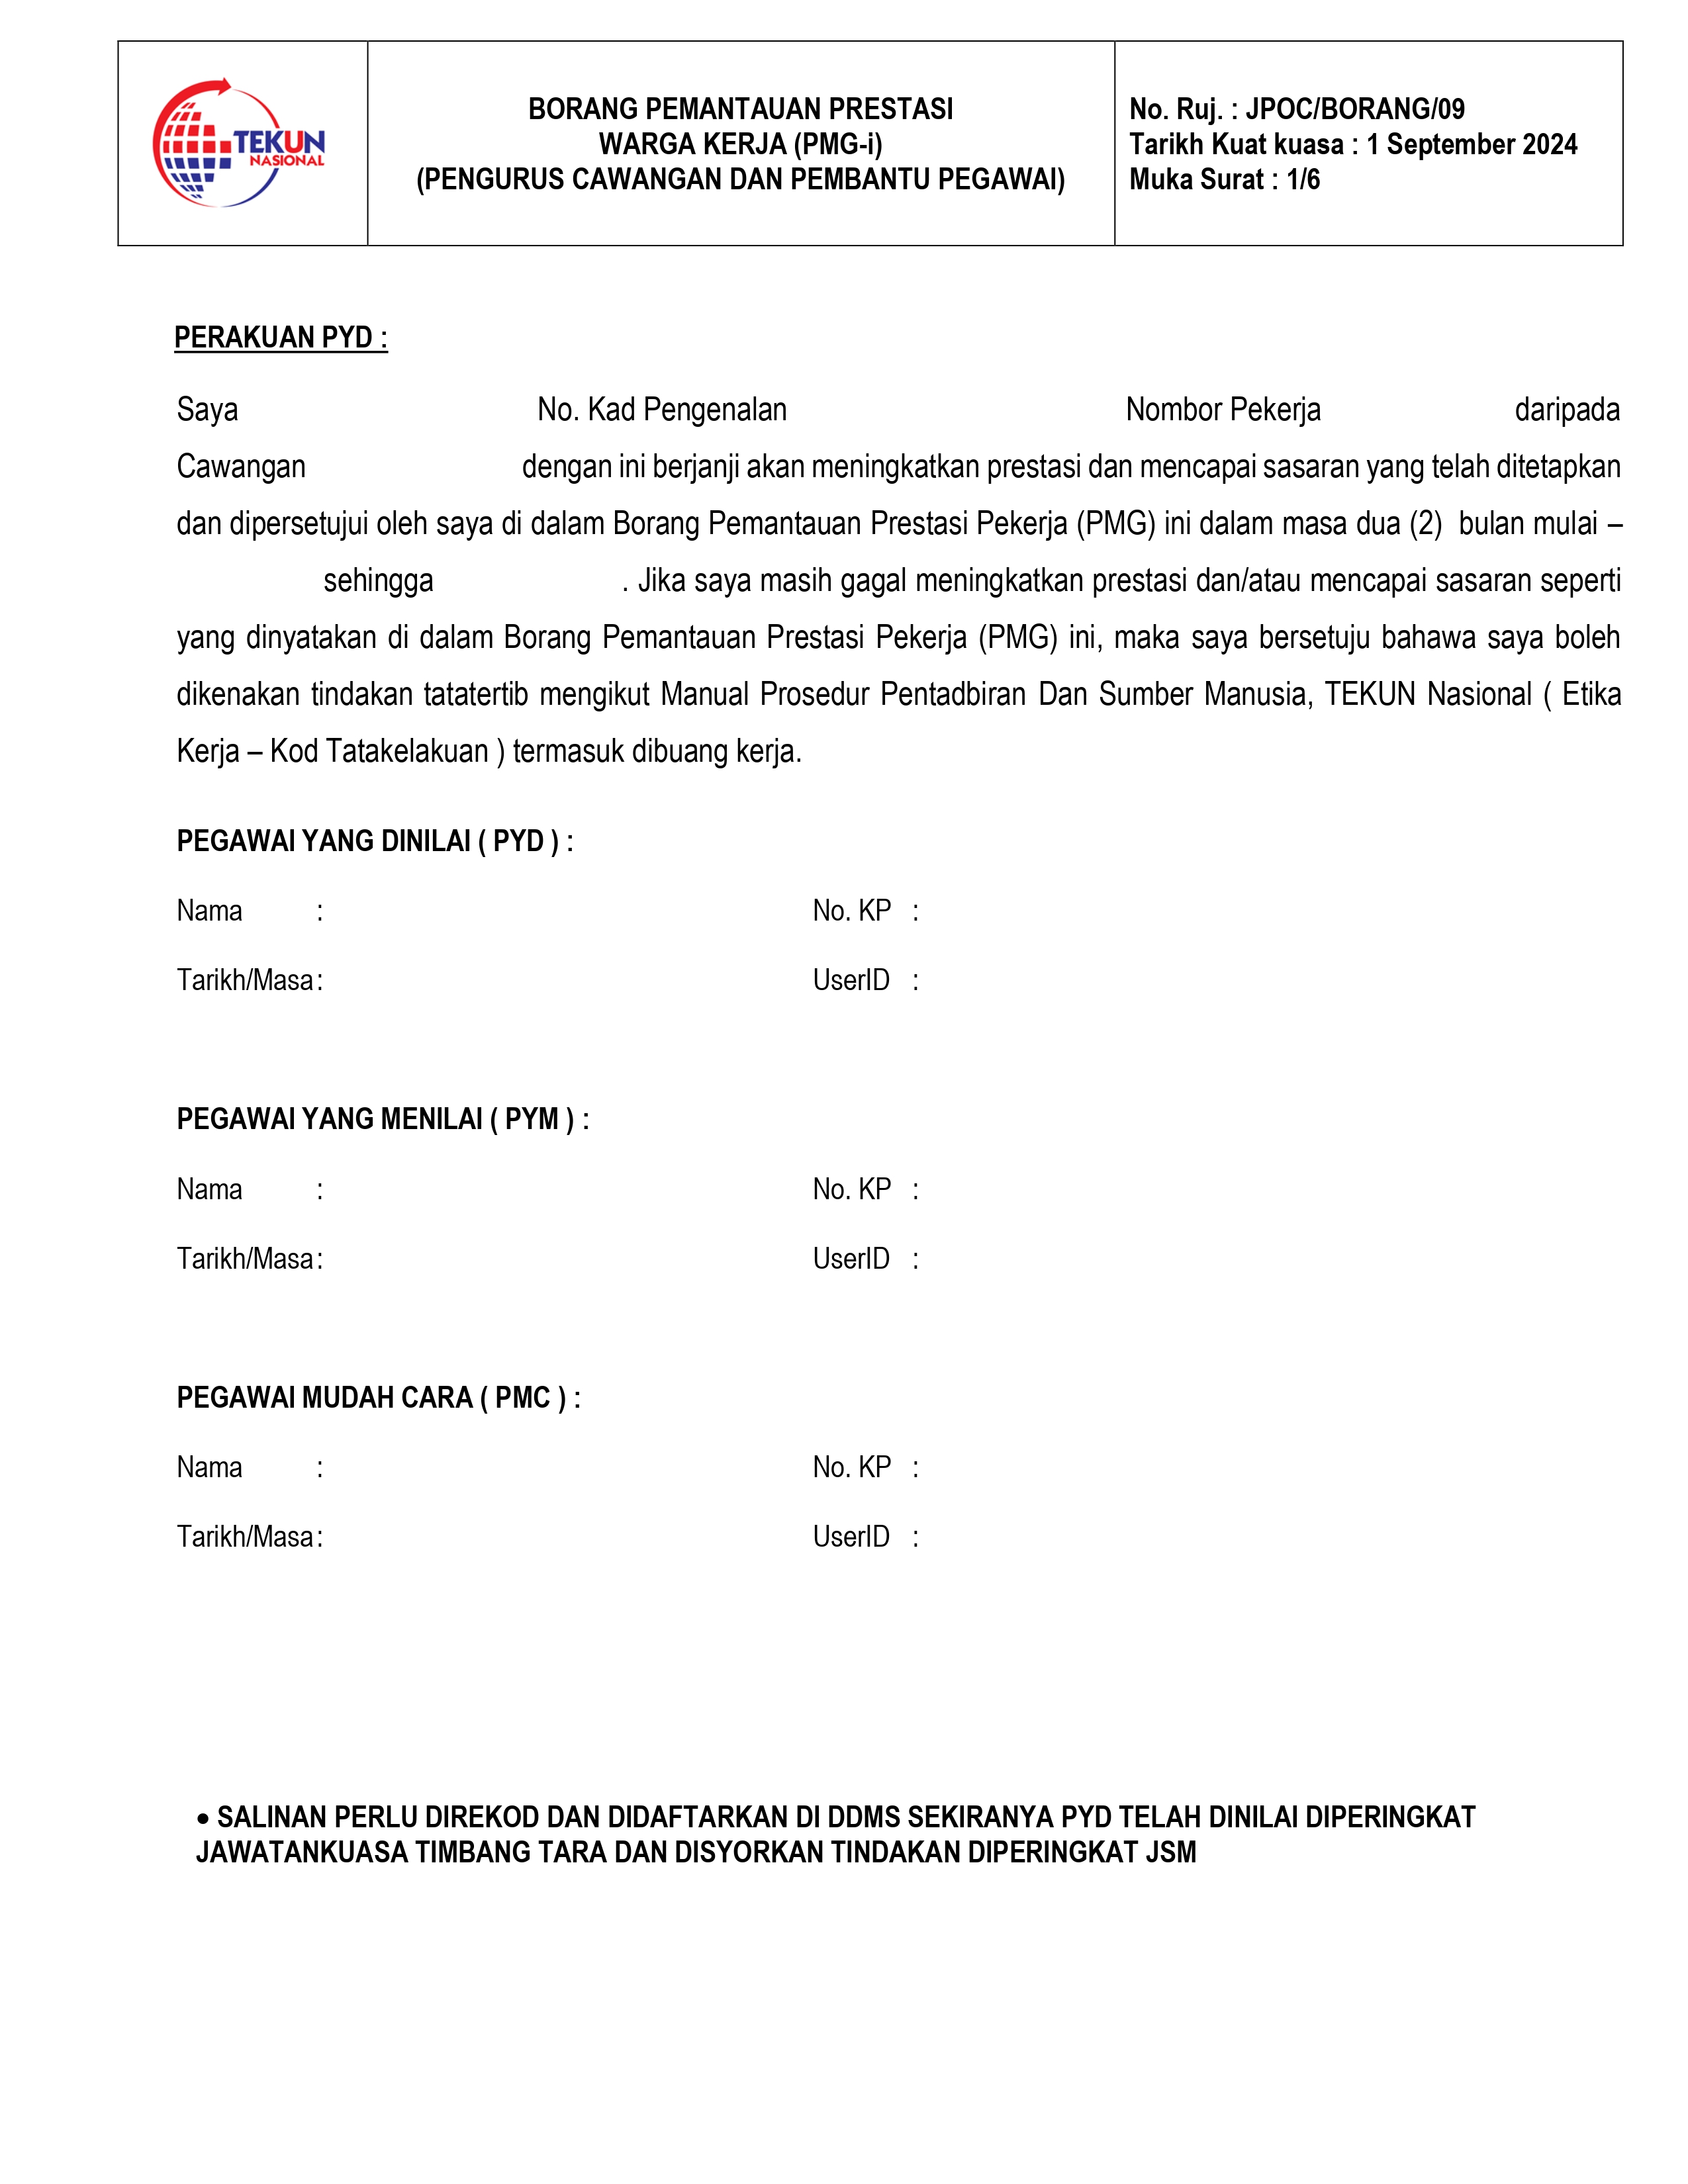 TEKUN
NASIONAL
BORANG PEMANTAUAN PRESTASI
WARGA KERJA (PMG-i)
(PENGURUS CAWANGAN DAN PEMBANTU PEGAWAI)
No. Ruj. : JPOC/BORANG/09
Tarikh Kuat kuasa : 1 September 2024
Muka Surat : 1/6
PERAKUAN PYD :
Saya No. Kad Pengenalan Nombor Pekerja daripada
Cawangan dengan ini berjanji akan meningkatkan prestasi dan mencapai sasaran yang telah ditetapkan
dan dipersetujui oleh saya di dalam Borang Pemantauan Prestasi Pekerja (PMG) ini dalam masa dua (2) bulan mulai –
sehingga . Jika saya masih gagal meningkatkan prestasi dan/atau mencapai sasaran seperti
yang dinyatakan di dalam Borang Pemantauan Prestasi Pekerja (PMG) ini, maka saya bersetuju bahawa saya boleh
dikenakan tindakan tatatertib mengikut Manual Prosedur Pentadbiran Dan Sumber Manusia, TEKUN Nasional ( Etika
Kerja – Kod Tatakelakuan ) termasuk dibuang kerja.
PEGAWAI YANG DINILAI ( PYD ) :
Nama : No. KP :
Tarikh/Masa : UserID :
PEGAWAI YANG MENILAI ( PYM ) :
Nama : No. KP :
Tarikh/Masa : UserID :
PEGAWAI MUDAH CARA ( PMC ) :
Nama : No. KP :
Tarikh/Masa : UserID :
• SALINAN PERLU DIREKOD DAN DIDAFTARKAN DI DDMS SEKIRANYA PYD TELAH DINILAI DIPERINGKAT
JAWATANKUASA TIMBANG TARA DAN DISYORKAN TINDAKAN DIPERINGKAT JSM